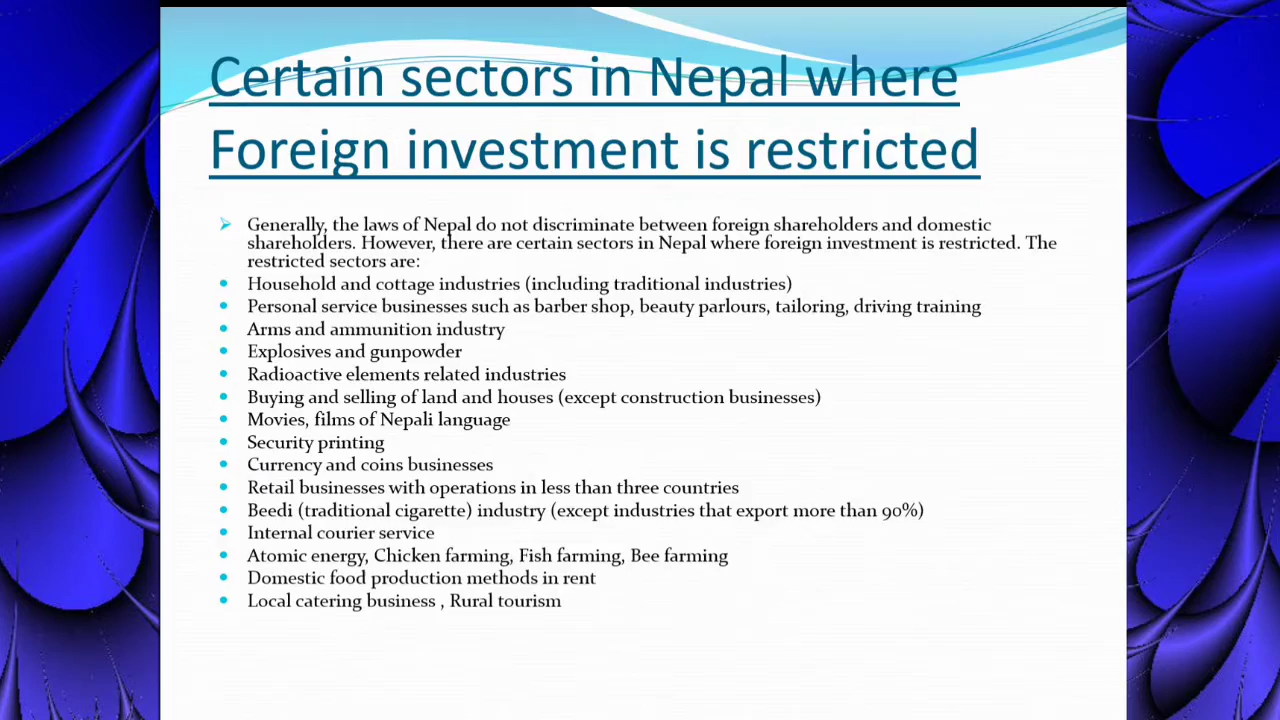 Certain sectors in Nepal where
Foreign investment is restricted
Generally, the laws of Nepal do not discriminate between foreign shareholders and domestic
shareholders. However, there are certain sectors in Nepal where foreign investment is restricted. The
restricted sectors are:
Household and cottage industries (including traditional industries)
Personal service businesses such as barber shop, beauty parlours, tailoring, driving training
Arms and ammunition industry
Explosives and gunpowder
Radioactive elements related industries
Buying and selling of land and houses (except construction businesses)
Movies, films of Nepali language
Security printing
Currency and coins businesses
Retail businesses with operations in less than three countries
Beedi (traditional cigarette) industry (except industries that export more than 90%)
Internal courier service
Atomic energy, Chicken farming, Fish farming, Bee farming
Domestic food production methods in rent
Local catering business , Rural tourism